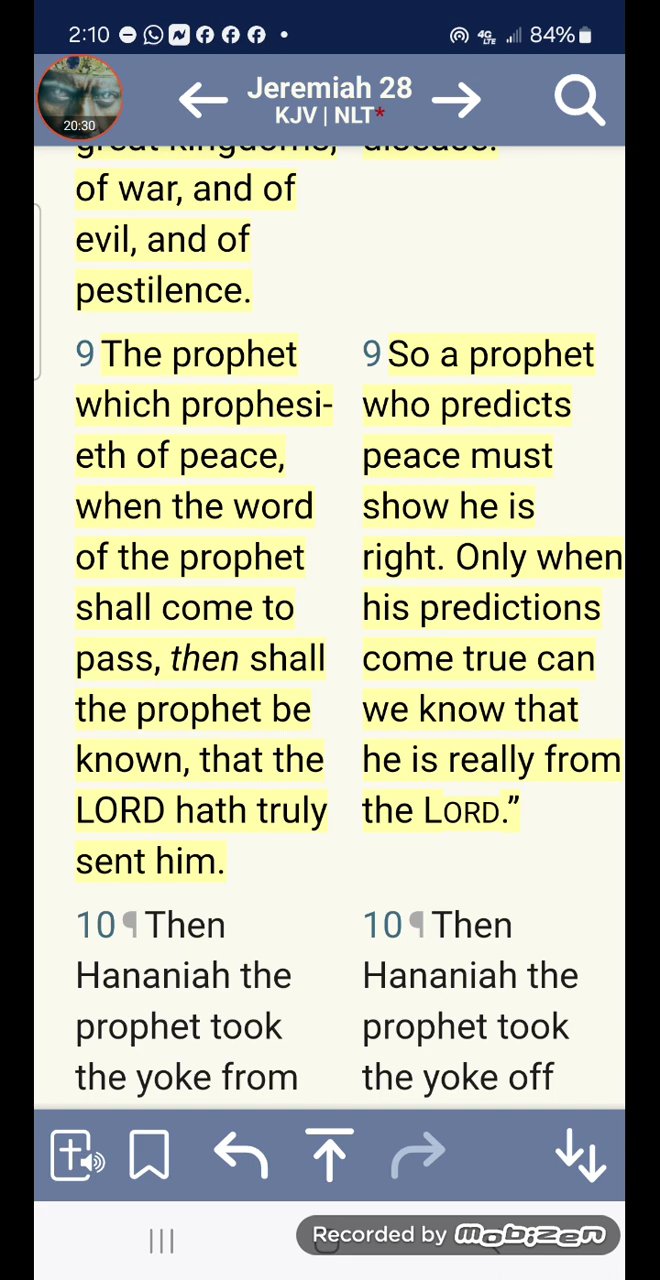 2:10
4G LTE 84%
20:30
Jeremiah 28
KJV | NLT*
great kingdoms,
of war, and of
evil, and of
pestilence.
9 The prophet
which prophesi-
eth of peace,
when the word
of the prophet
shall come to
pass, then shall
the prophet be
known, that the
LORD hath truly
sent him.
10 ¶ Then
Hananiah the
prophet took
the yoke from
disease.
9 So a prophet
who predicts
peace must
show he is
right. Only when
his predictions
come true can
we know that
he is really from
the LORD.”
10 ¶ Then
Hananiah the
prophet took
the yoke off
Recorded by mobizen